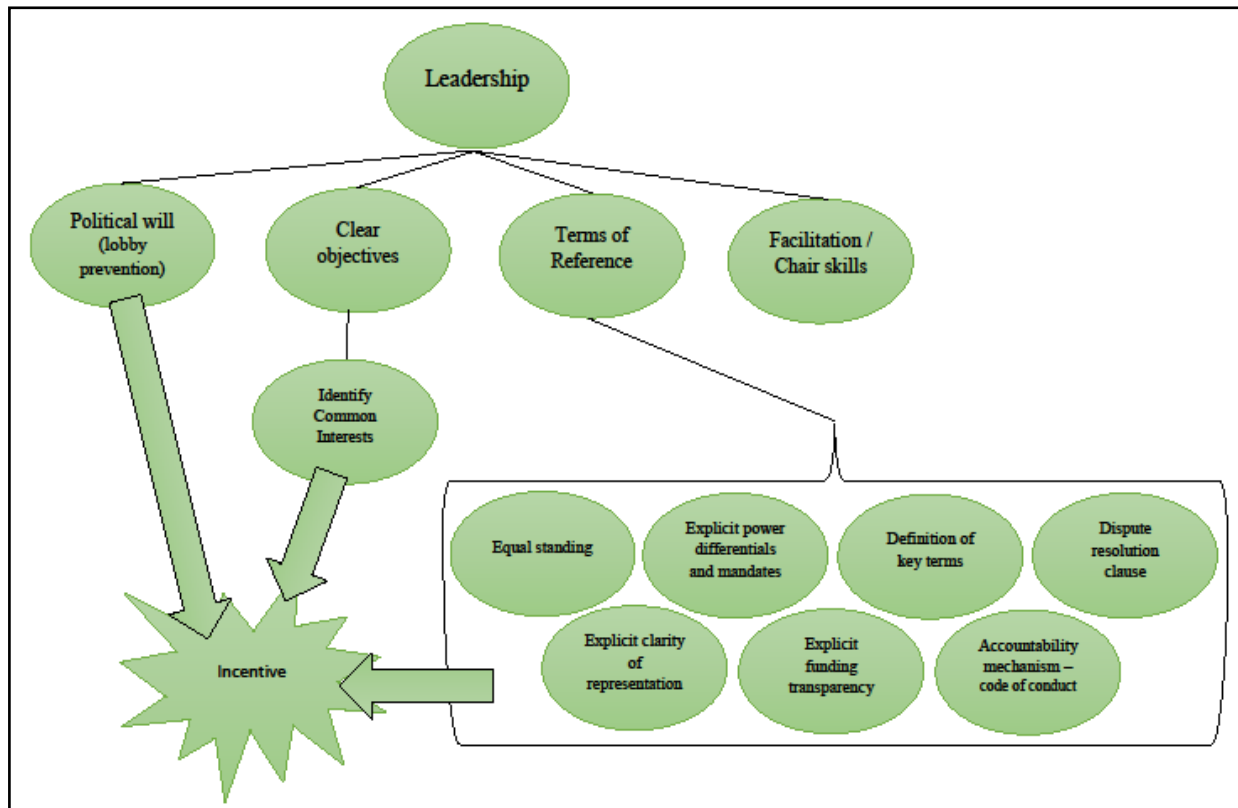 Leadership
Political will
(lobby
prevention)
Clear
objectives
Terms of
Reference
Facilitation /
Chair skills
Identify
Common
Interests
Equal standing
Explicit power
differentials
and mandates
Definition of
key terms
Dispute
resolution
clause
Explicit clarity
of
representation
Explicit
funding
transparency
Accountability
mechanism –
code of conduct
Incentive